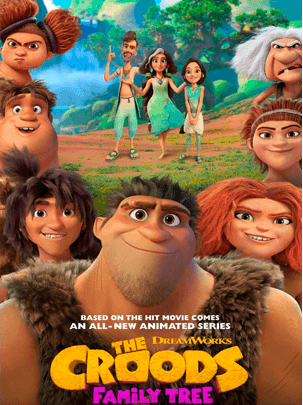 BASED ON THE HIT MOVIE COMES
AN ALL-NEW ANIMATED SERIES
DREAMWORKS
THE
CROODS
FAMILY TREE